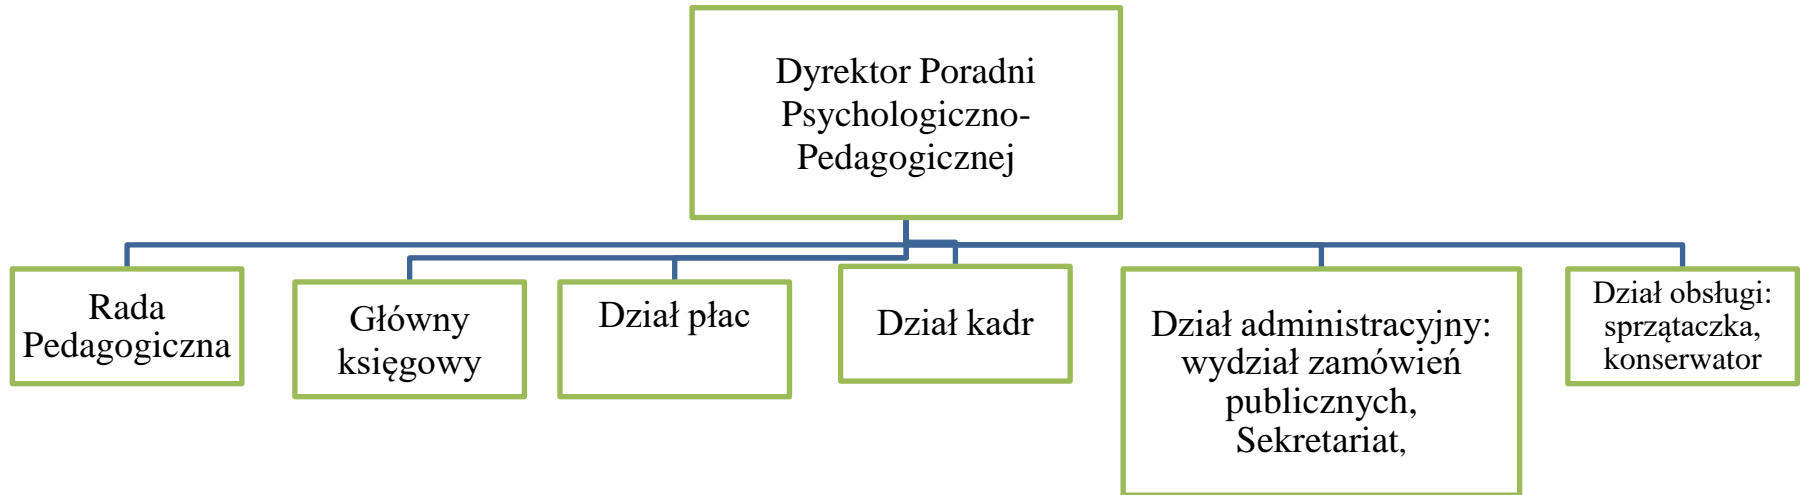 Dyrektor Poradni
Psychologiczno-
Pedagogicznej
Rada
Pedagogiczna
Główny
księgowy
Dział płac
Dział kadr
Dział administracyjny:
wydział zamówień
publicznych,
Sekretariat,
Dział obsługi:
sprzątaczka,
konserwator